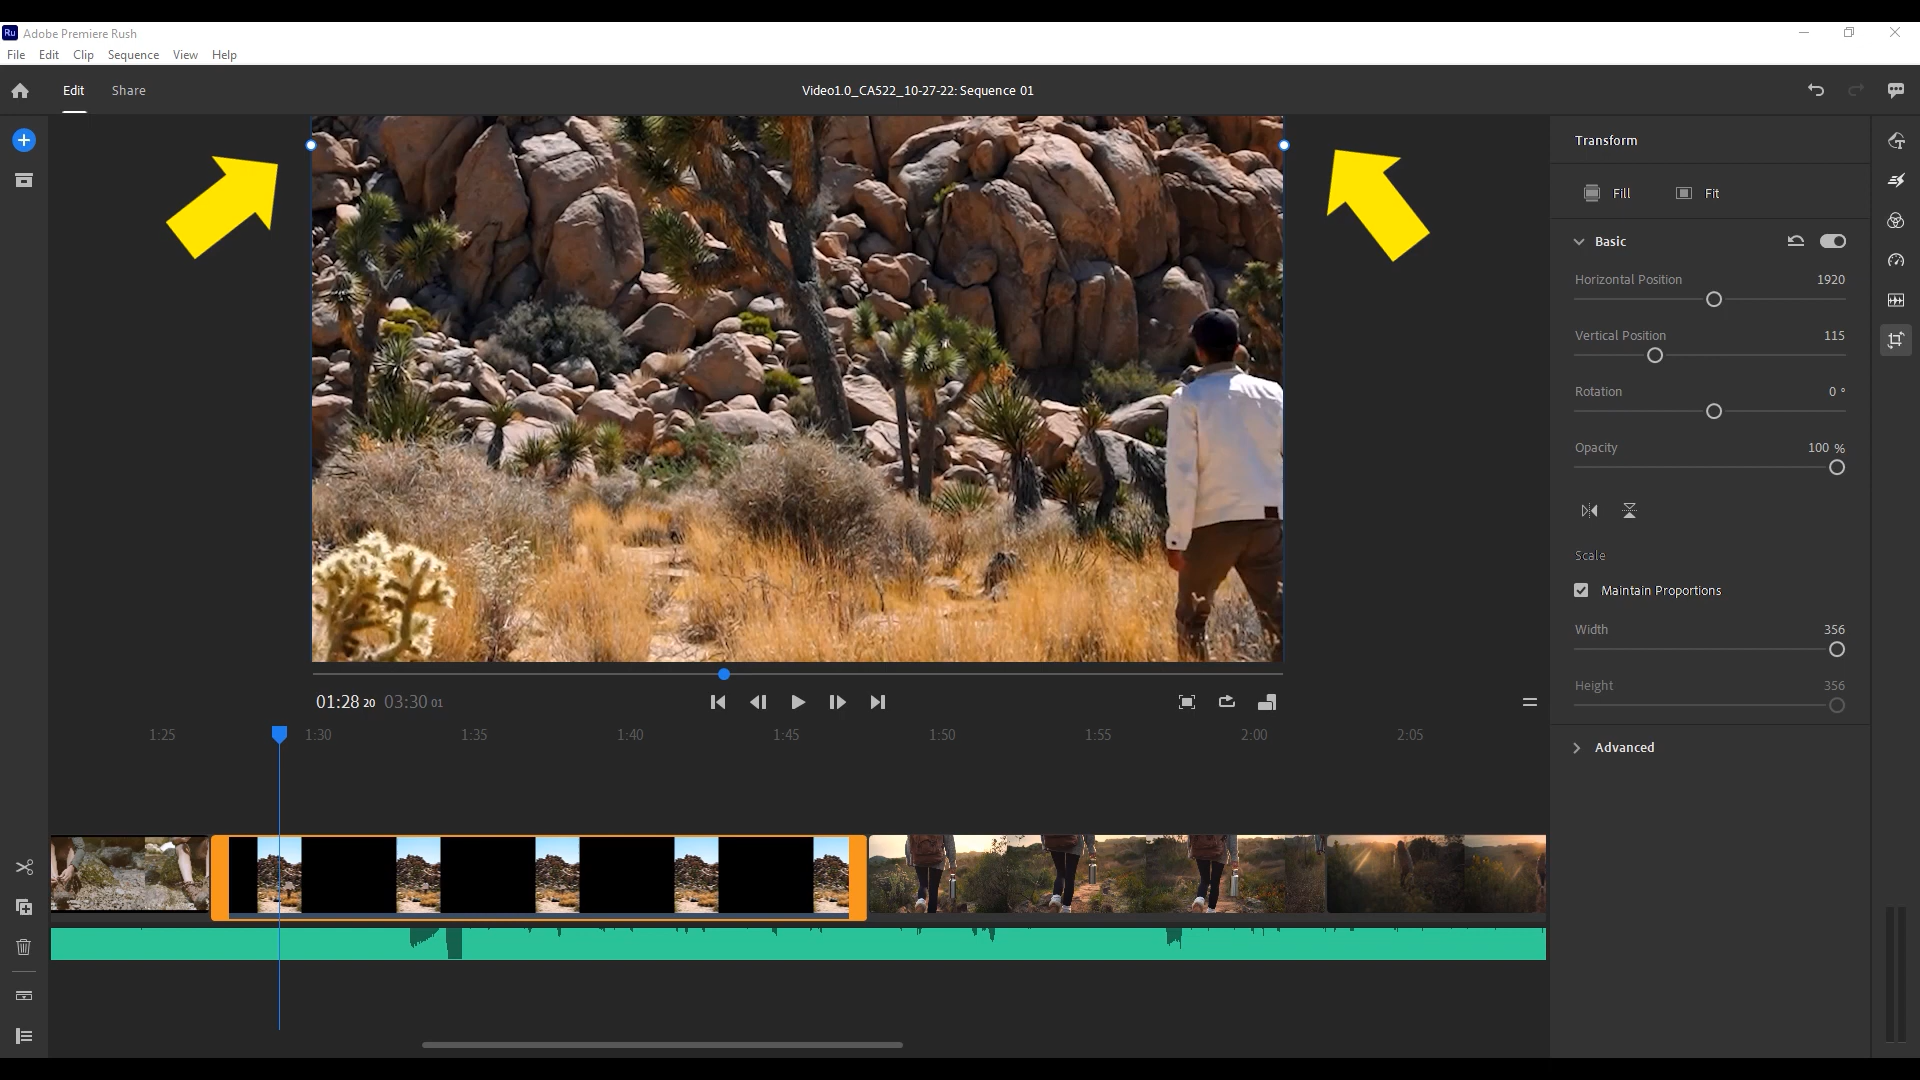 Ru Adobe Premiere Rush
File Edit Clip Sequence View Help
Edit Share Video1.0_CA522_10-27-22: Sequence 01
Transform
Fill Fit
Basic
Horizontal Position 1920
Vertical Position 115
Rotation 0 °
Opacity 100 %
Scale
Maintain Proportions
Width 356
Height 356
Advanced
01:28 20 03:30 01
1:25 1:30 1:35 1:40 1:45 1:50 1:55 2:00 2:05